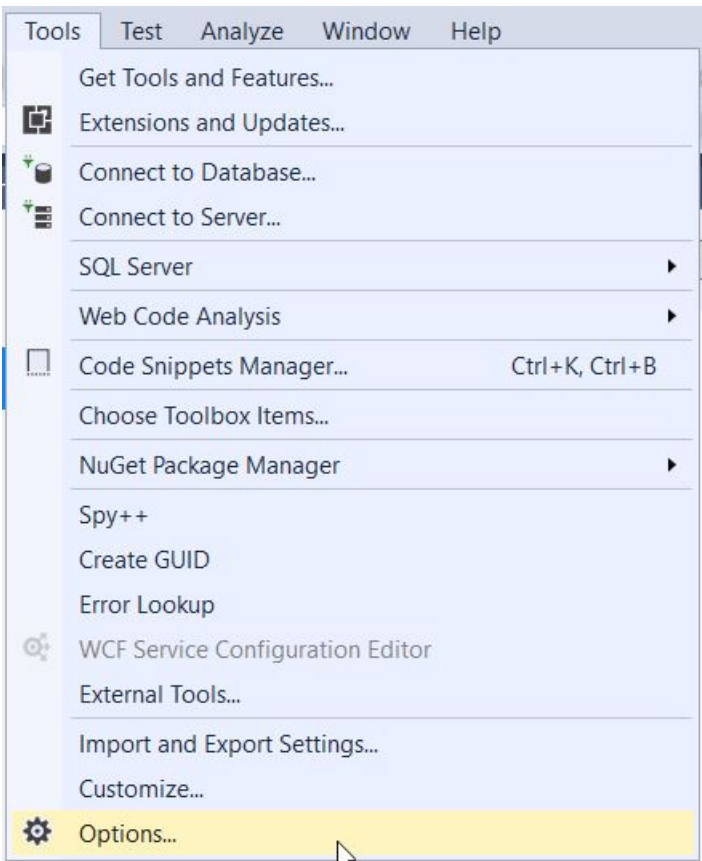 Tools Test Analyze Window Help
Get Tools and Features...
Extensions and Updates...
Connect to Database...
Connect to Server...
SQL Server
Web Code Analysis
Code Snippets Manager... Ctrl+K, Ctrl+B
Choose Toolbox Items...
NuGet Package Manager
Spy++
Create GUID
Error Lookup
WCF Service Configuration Editor
External Tools...
Import and Export Settings...
Customize...
Options...